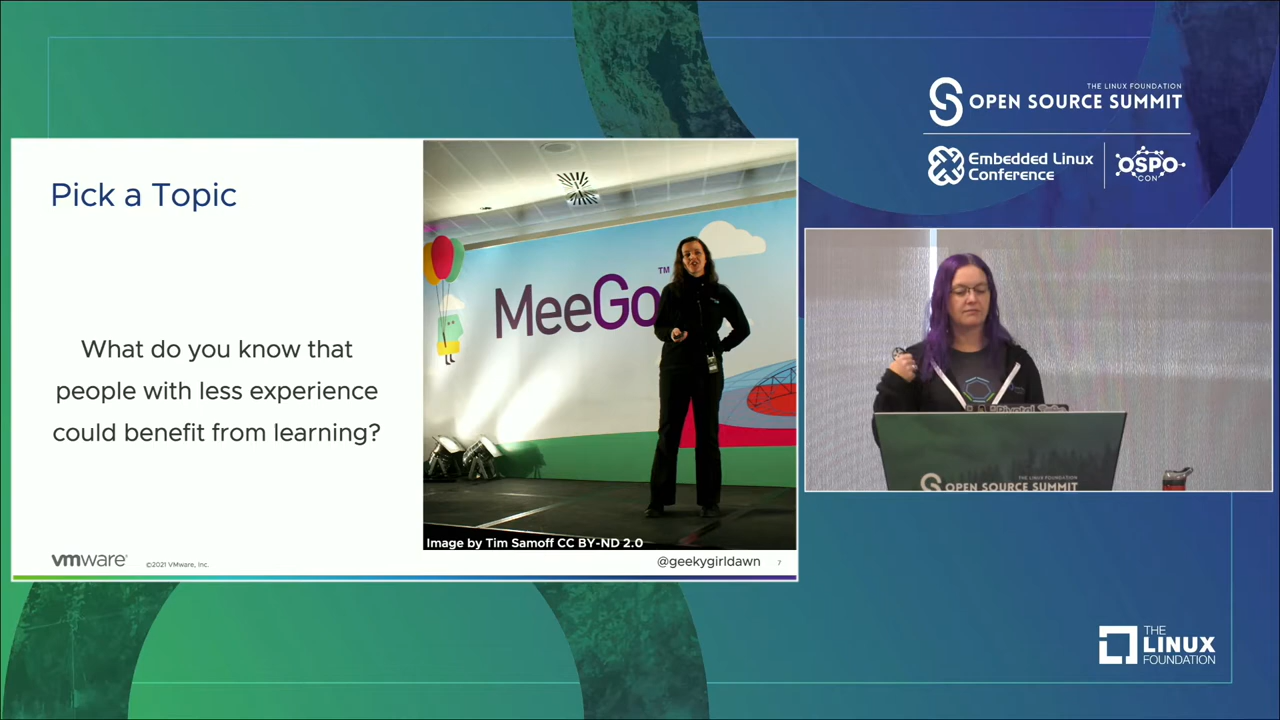 Pick a Topic
What do you know that
people with less experience
could benefit from learning?
MeeGo
TM
Image by Tim Samoff CC BY-ND 2.0
vmware®
©2021 VMware, Inc.
@geekygirldawn
7
THE LINUX FOUNDATION
OPEN SOURCE SUMMIT
Embedded Linux
Conference
OSPO
CON
THE LINUX FOUNDATION
OPEN SOURCE SUMMIT
THE
LINUX
FOUNDATION